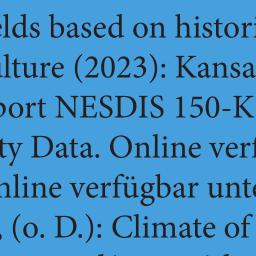 elds based on histori
ulture (2023): Kansa
port NESDIS 150-K
ty Data. Online verf
nline verfügbar unte
, (o. D.): Climate of